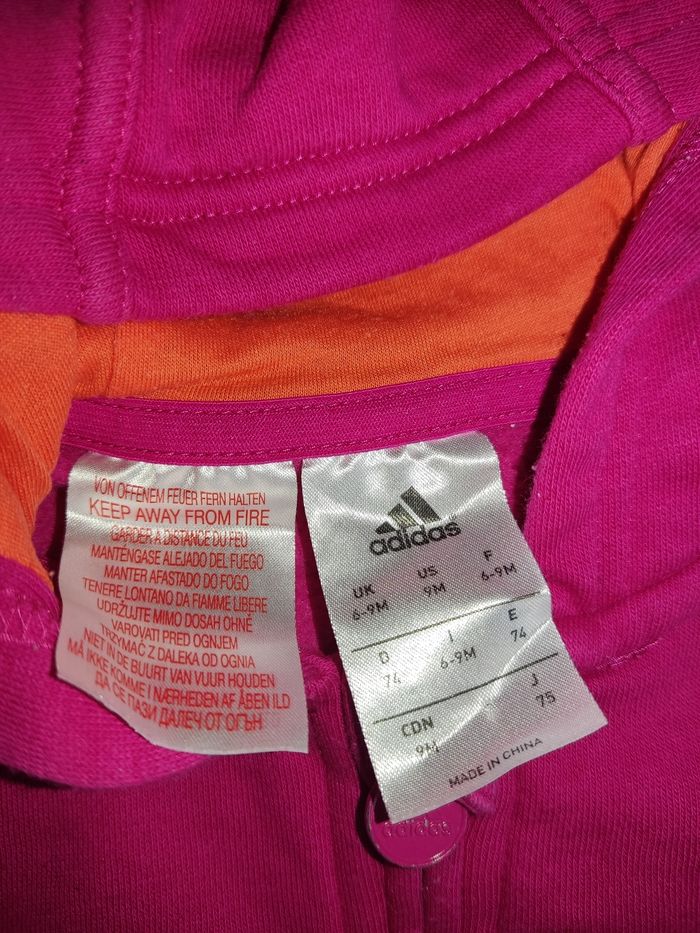 VON OFFENEM FEUER FERN HALTEN
KEEP AWAY FROM FIRE
GARDER A DISTANCE DU FEU
MANTÉNGASE ALEJADO DEL FUEGO
MANTER AFASTADO DO FOGO
TENERE LONTANO DA FIAMME LIBERE
UDRŽUJTE MIMO DOSAH OHNĚ
VAROVATI PRED OGNJEM
TRZYMAĆ Z DALEKA OD OGNIA
NIET IN DE BUURT VAN VUUR HOUDEN
MÅ IKKE KOMME I NÆRHEDEN AF ÅBEN ILD
ДА СЕ ПАЗИ ДАЛЕЧ ОТ ОГЪН
adidas
UK US F
6-9M 9M 6-9M
D I E
74 6-9M 74
CDN J
9M 75
MADE IN CHINA
adidas